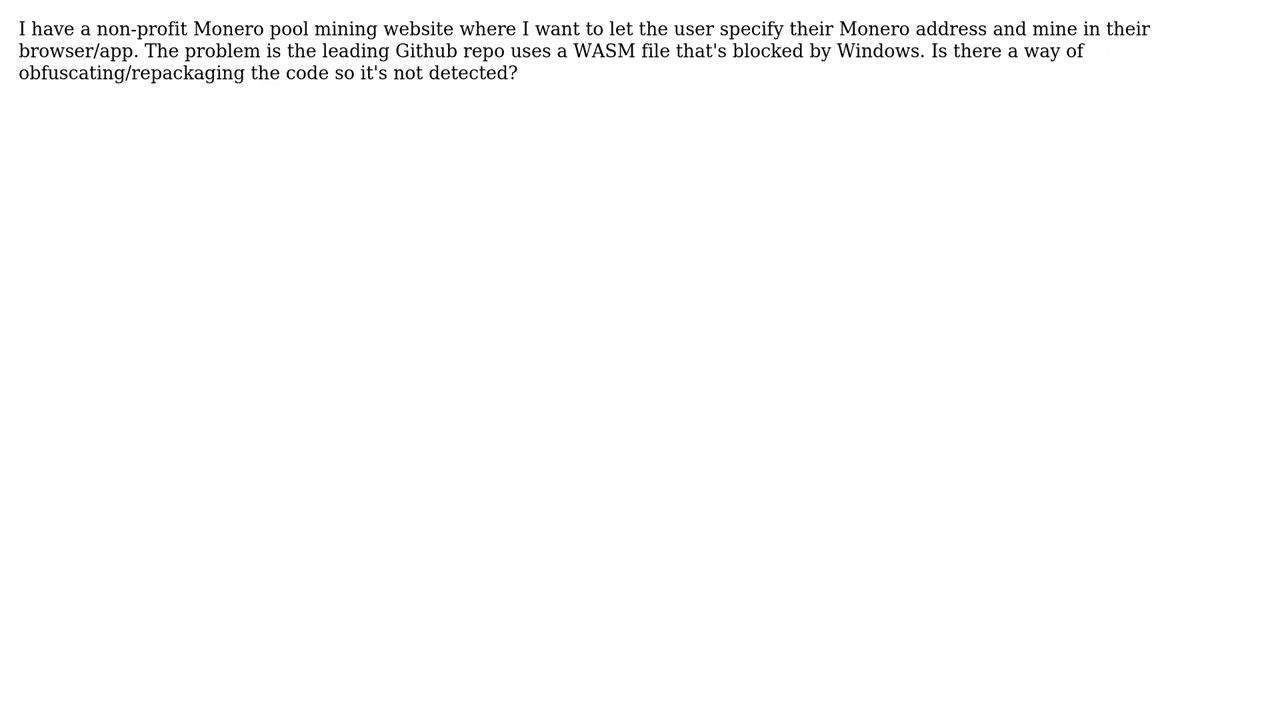 I have a non-profit Monero pool mining website where I want to let the user specify their Monero address and mine in their
browser/app. The problem is the leading Github repo uses a WASM file that's blocked by Windows. Is there a way of
obfuscating/repackaging the code so it's not detected?